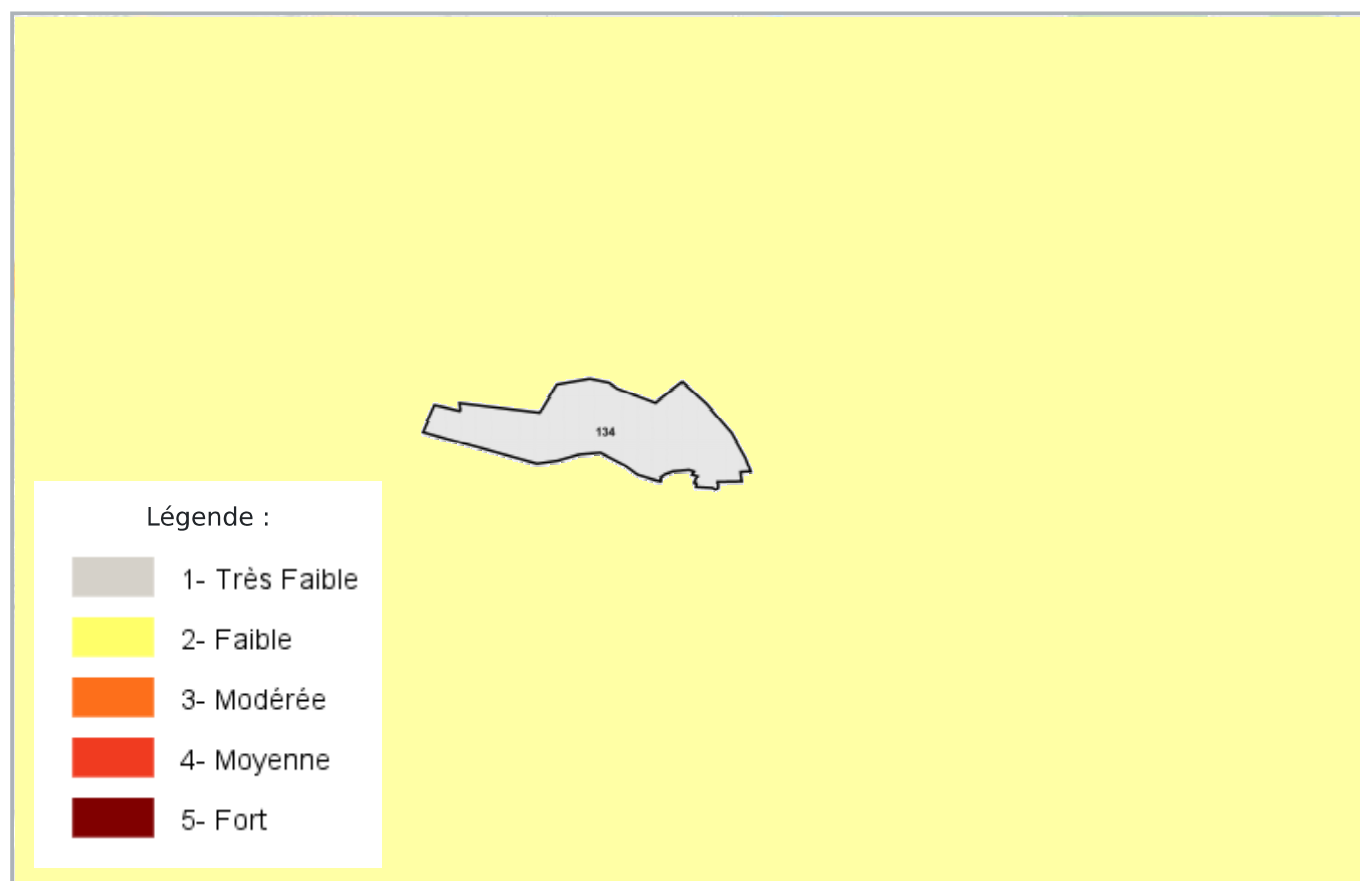 134
Légende :
1- Très Faible
2- Faible
3- Modérée
4- Moyenne
5- Fort